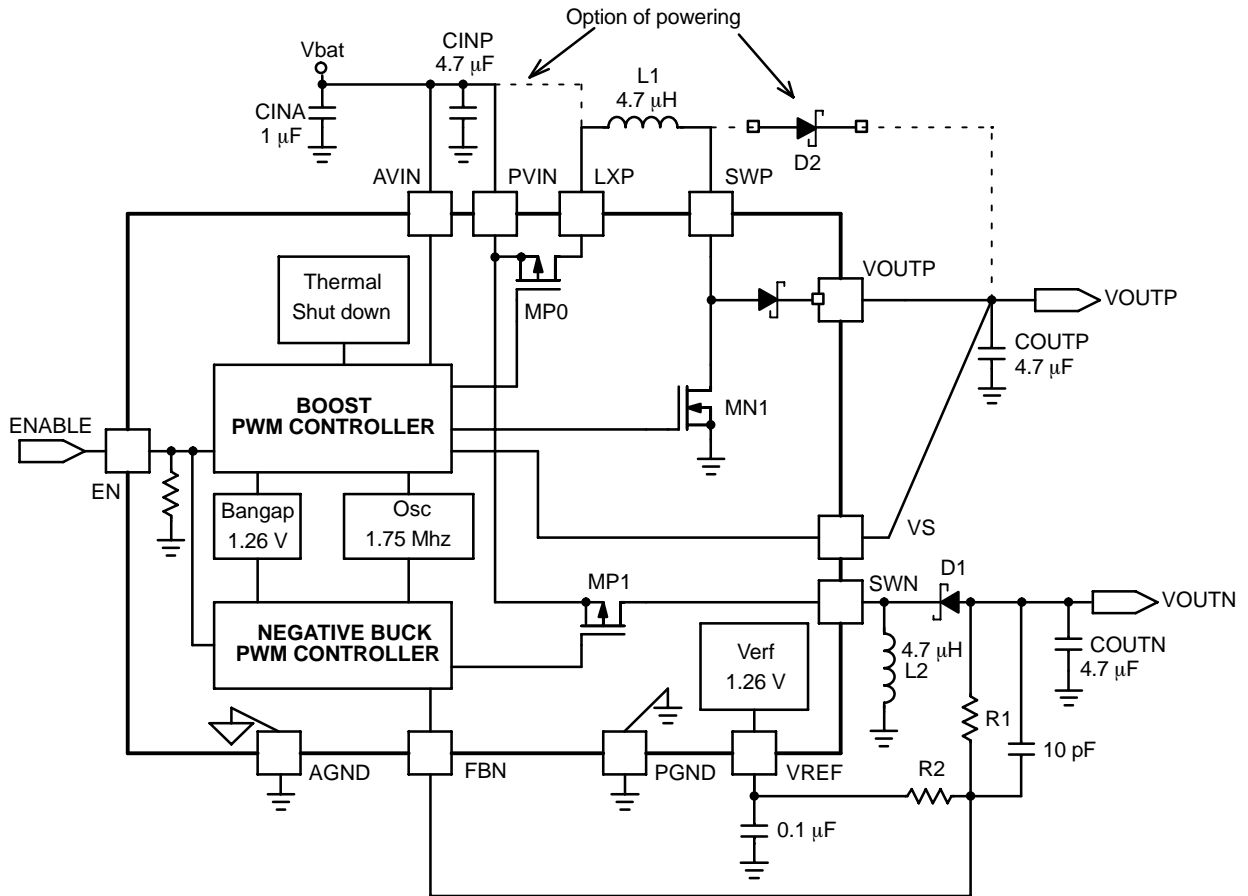 Option of powering
Vbat
CINP
4.7 μF
CINA
1 μF
L1
4.7 μH
D2
AVIN
PVIN
LXP
SWP
VOUTP
VOUTP
Thermal
Shut down
MP0
COUTP
4.7 μF
BOOST
PWM CONTROLLER
MN1
ENABLE
EN
Bangap
1.26 V
Osc
1.75 Mhz
VS
MP1
SWN
D1
VOUTN
NEGATIVE BUCK
PWM CONTROLLER
Verf
1.26 V
4.7 μH
L2
COUTN
4.7 μF
R1
10 pF
AGND
FBN
PGND
VREF
R2
0.1 μF